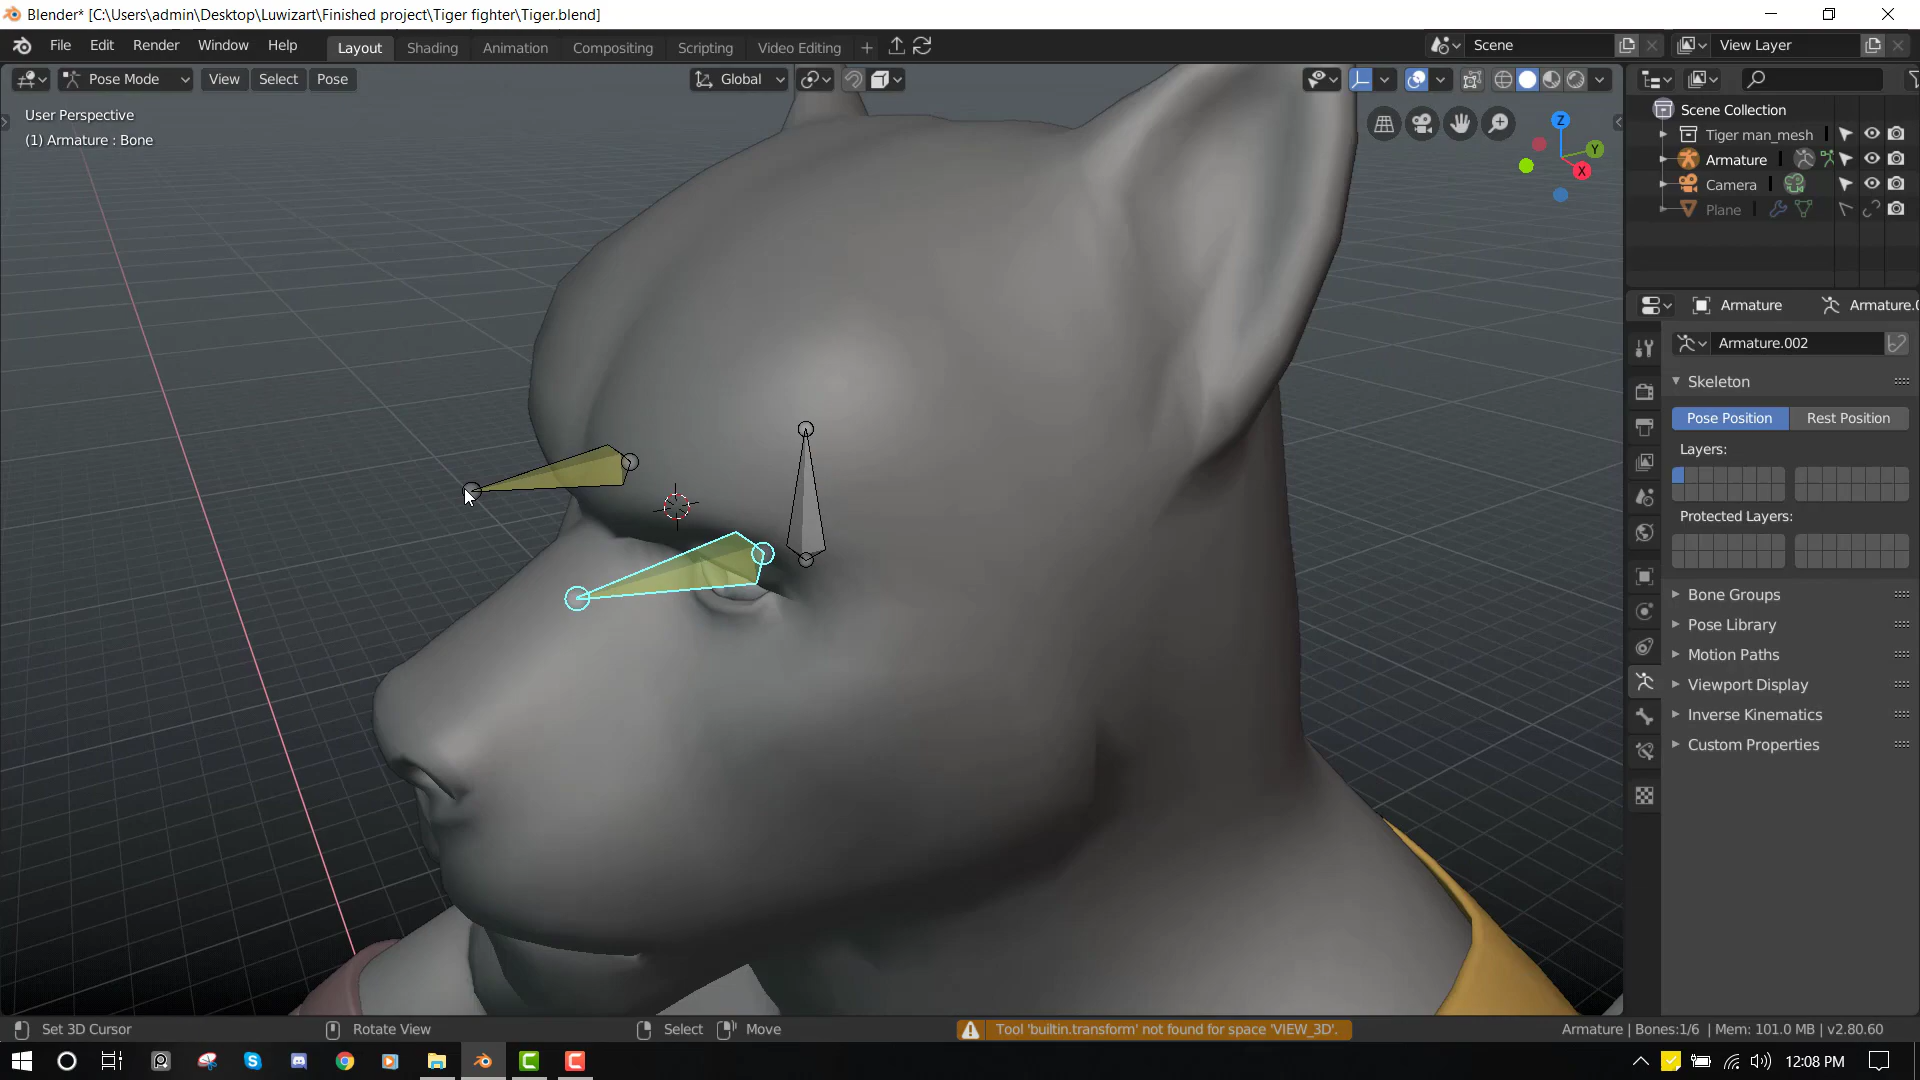 Blender* [C:\Users\admin\Desktop\Luwizart\Finished project\Tiger fighter\Tiger.blend]
File Edit Render Window Help Layout Shading Animation Compositing Scripting Video Editing + Scene View Layer
Pose Mode View Select Pose Global
User Perspective
(1) Armature : Bone
Z
Y
X
Scene Collection
Tiger man_mesh
Armature
Camera
Plane
Armature Armature.0
Armature.002
Skeleton
Pose Position Rest Position
Layers:
Protected Layers:
Bone Groups
Pose Library
Motion Paths
Viewport Display
Inverse Kinematics
Custom Properties
Set 3D Cursor Rotate View Select Move Tool 'builtin.transform' not found for space 'VIEW_3D'. Armature | Bones:1/6 | Mem: 101.0 MB | v2.80.60
12:08 PM